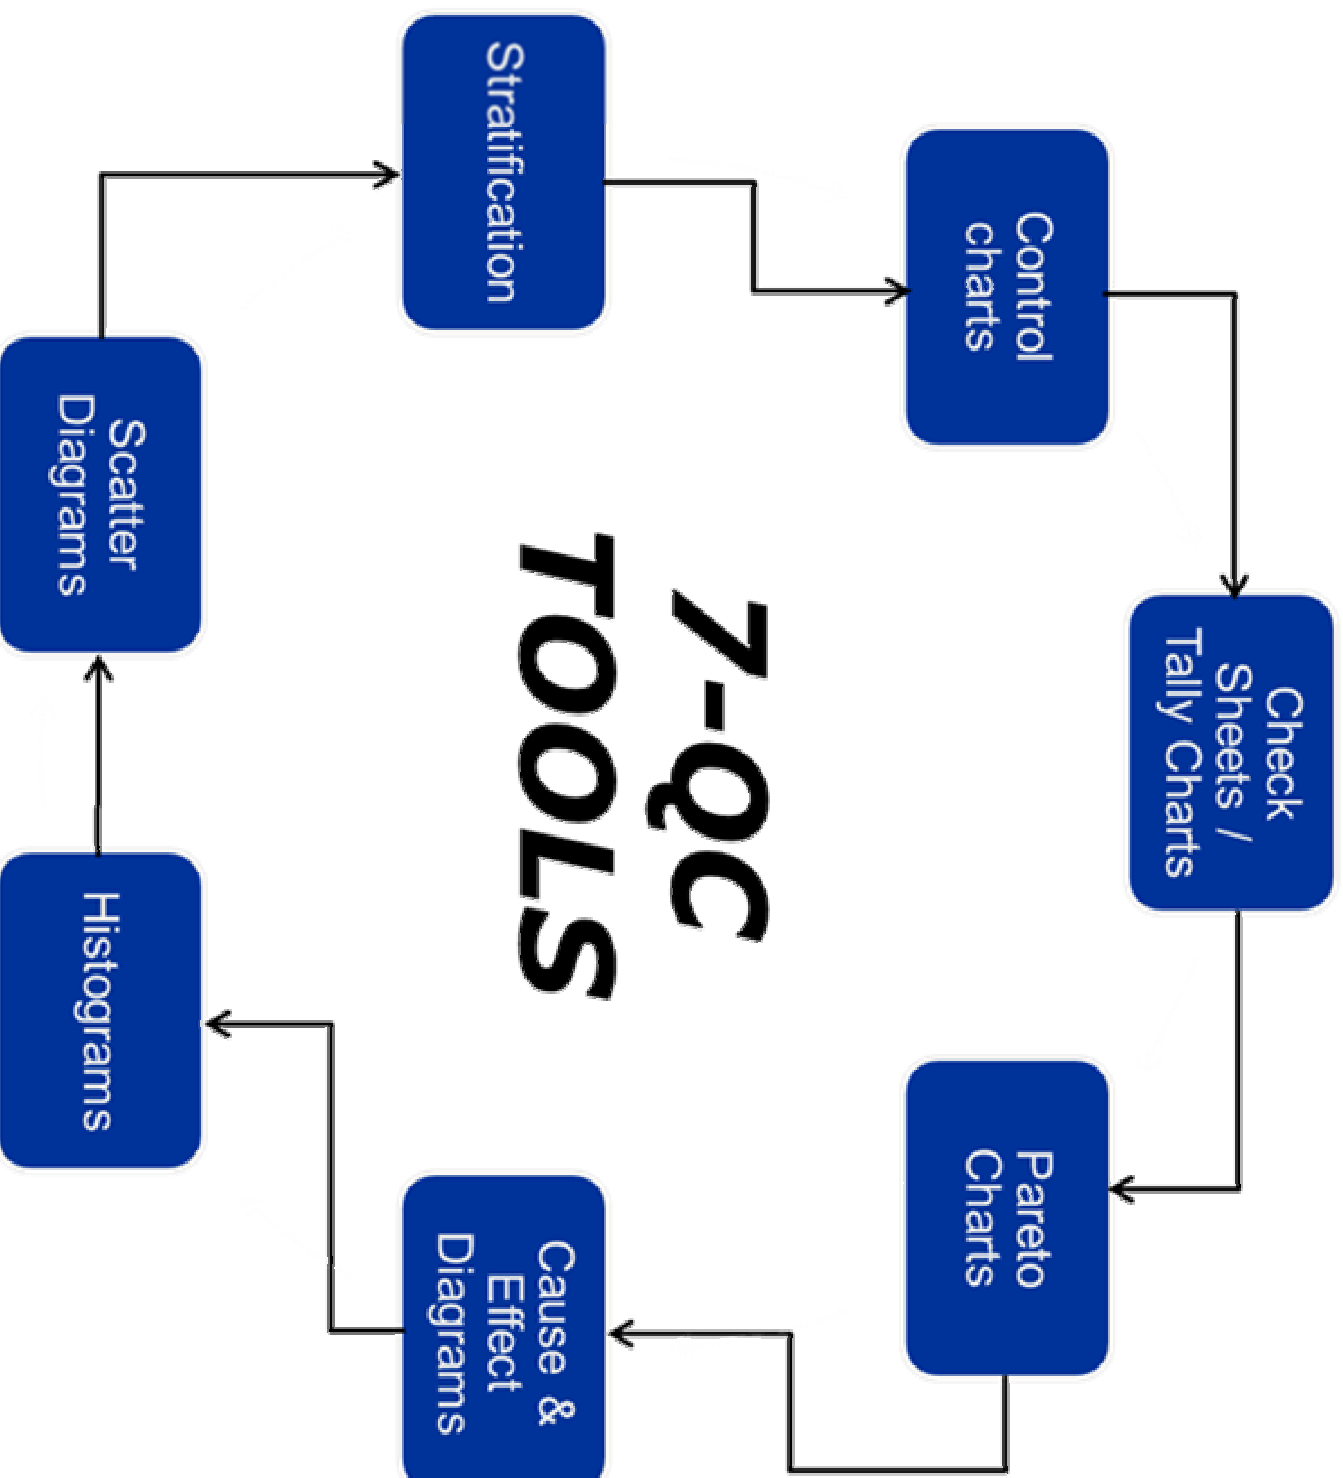 Check
Sheets /
Tally Charts
Pareto
Charts
Cause &
Effect
Diagrams
Histograms
Scatter
Diagrams
Stratification
Control
charts
7-QC
TOOLS